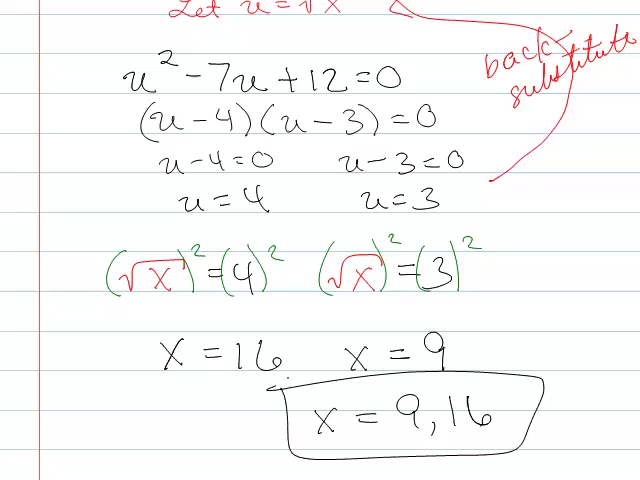 Let u = √x
back-
substitute
u² - 7u + 12 = 0
(u - 4)(u - 3) = 0
u - 4 = 0 u - 3 = 0
u = 4 u = 3
(√x)² = (4)² (√x)² = (3)²
x = 16 x = 9
x = 9, 16